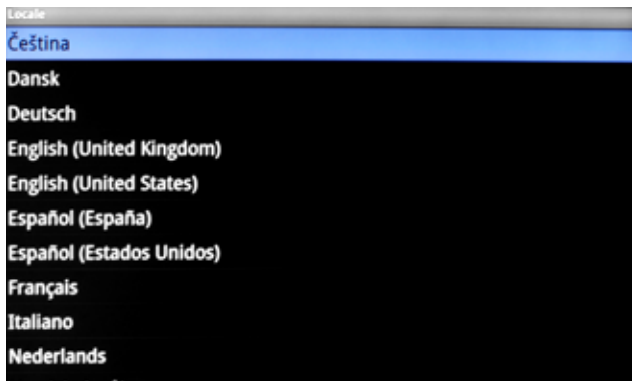 Locale
Čeština
Dansk
Deutsch
English (United Kingdom)
English (United States)
Español (España)
Español (Estados Unidos)
Français
Italiano
Nederlands